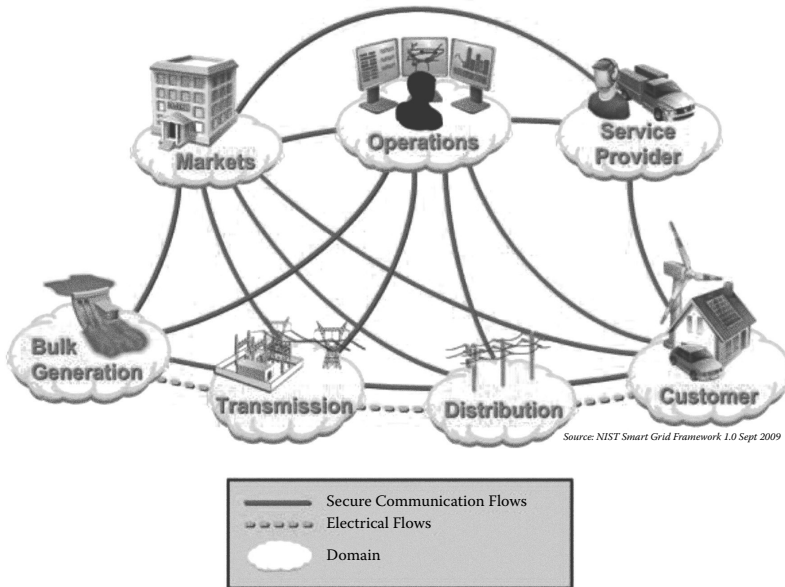 Markets
Operations
Service
Provider
Bulk
Generation
Transmission
Distribution
Customer
Source: NIST Smart Grid Framework 1.0 Sept 2009
Secure Communication Flows
Electrical Flows
Domain